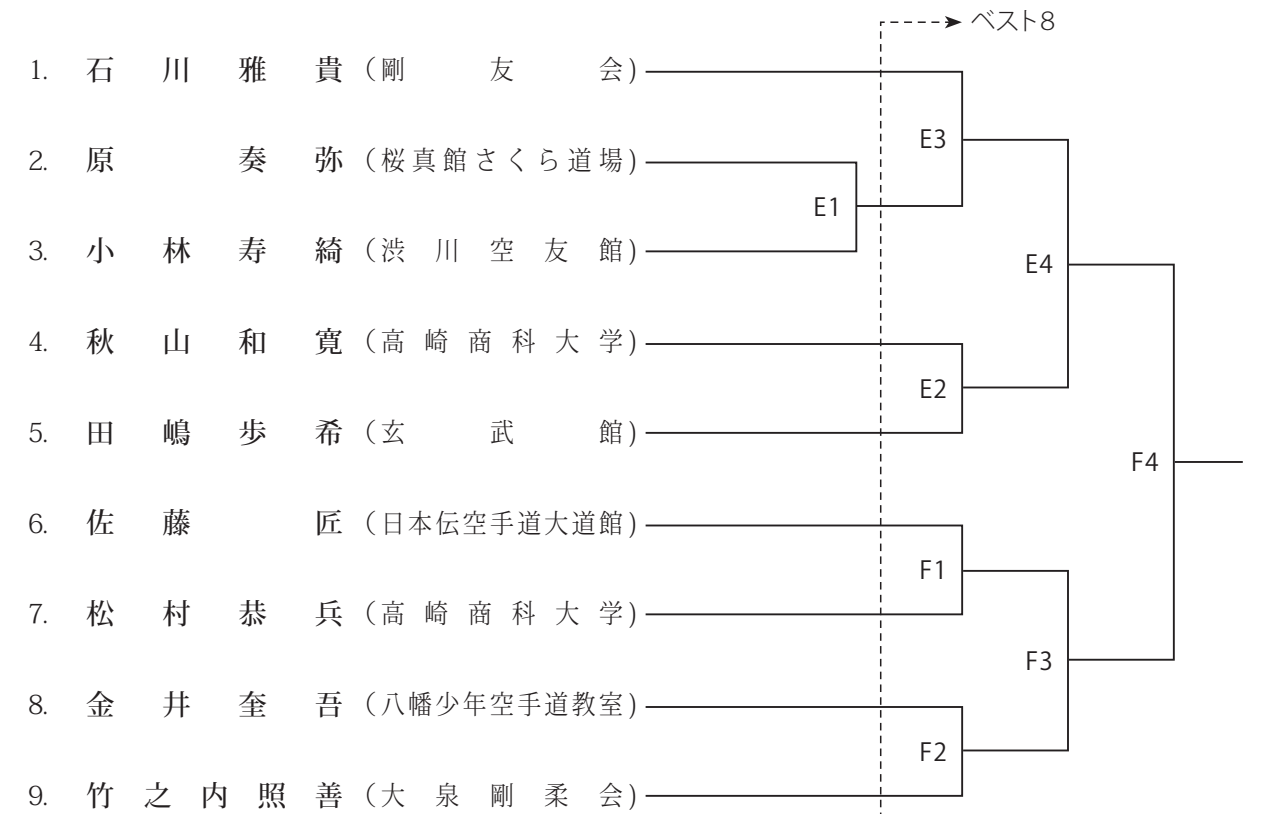 ベスト8
1. 石川雅貴(剛友会)
E3
2. 原奏弥(桜真館さくら道場)
E1
3. 小林寿綺(渋川空友館)
E4
4. 秋山和寛(高崎商科大学)
E2
5. 田嶋歩希(玄武館)
F4
6. 佐藤匠(日本伝空手道大道館)
F1
7. 松村恭兵(高崎商科大学)
F3
8. 金井奎吾(八幡少年空手道教室)
F2
9. 竹之内照善(大泉剛柔会)